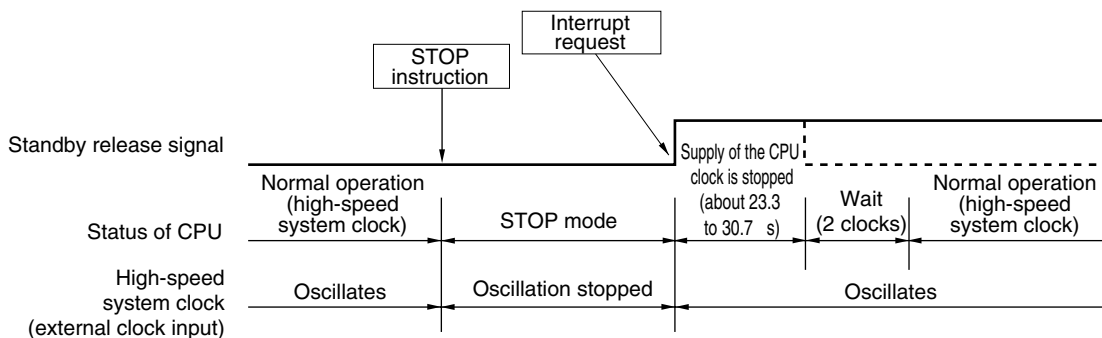 Interrupt
request
STOP
instruction
Standby release signal
Supply of the CPU
clock is stopped
(about 23.3
to 30.7 s)
Normal operation
(high-speed
system clock)
Status of CPU
STOP mode
Wait
(2 clocks)
Normal operation
(high-speed
system clock)
High-speed
system clock
(external clock input)
Oscillates
Oscillation stopped
Oscillates